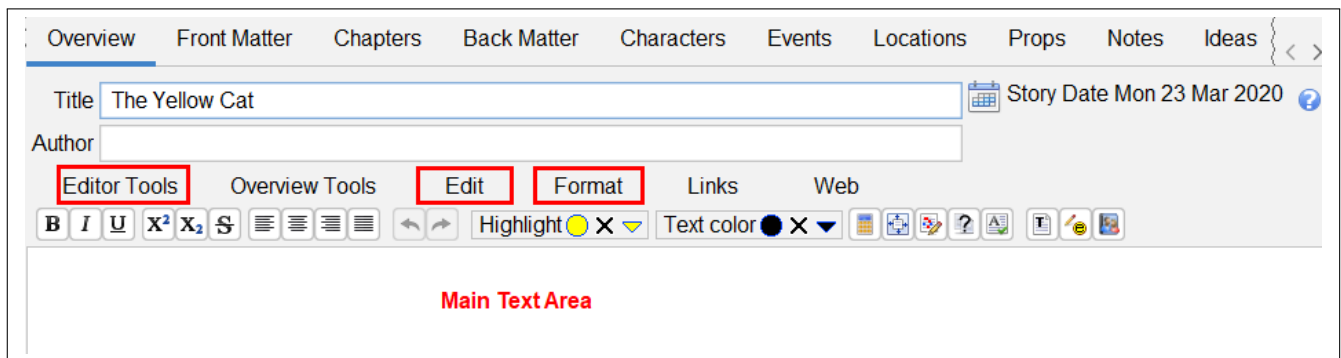 Overview Front Matter Chapters Back Matter Characters Events Locations Props Notes Ideas
Title The Yellow Cat Story Date Mon 23 Mar 2020 ?
Author
Editor Tools Overview Tools Edit Format Links Web
B I U X² X₂ S Highlight X Text color X ? A T e
Main Text Area